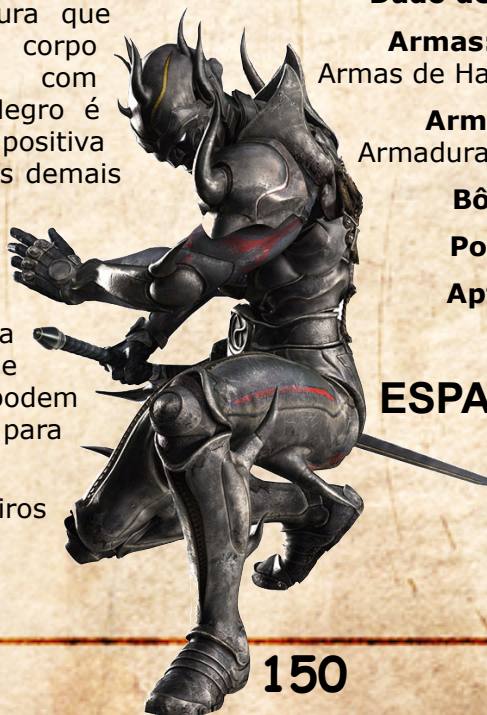 ura que
corpo
com
legro é
positiva
s demais
a
e
podem
para
iros
Armas:
Armas de Ha
Arm
Armadura
Bô
Po
Ap
ESPA
150